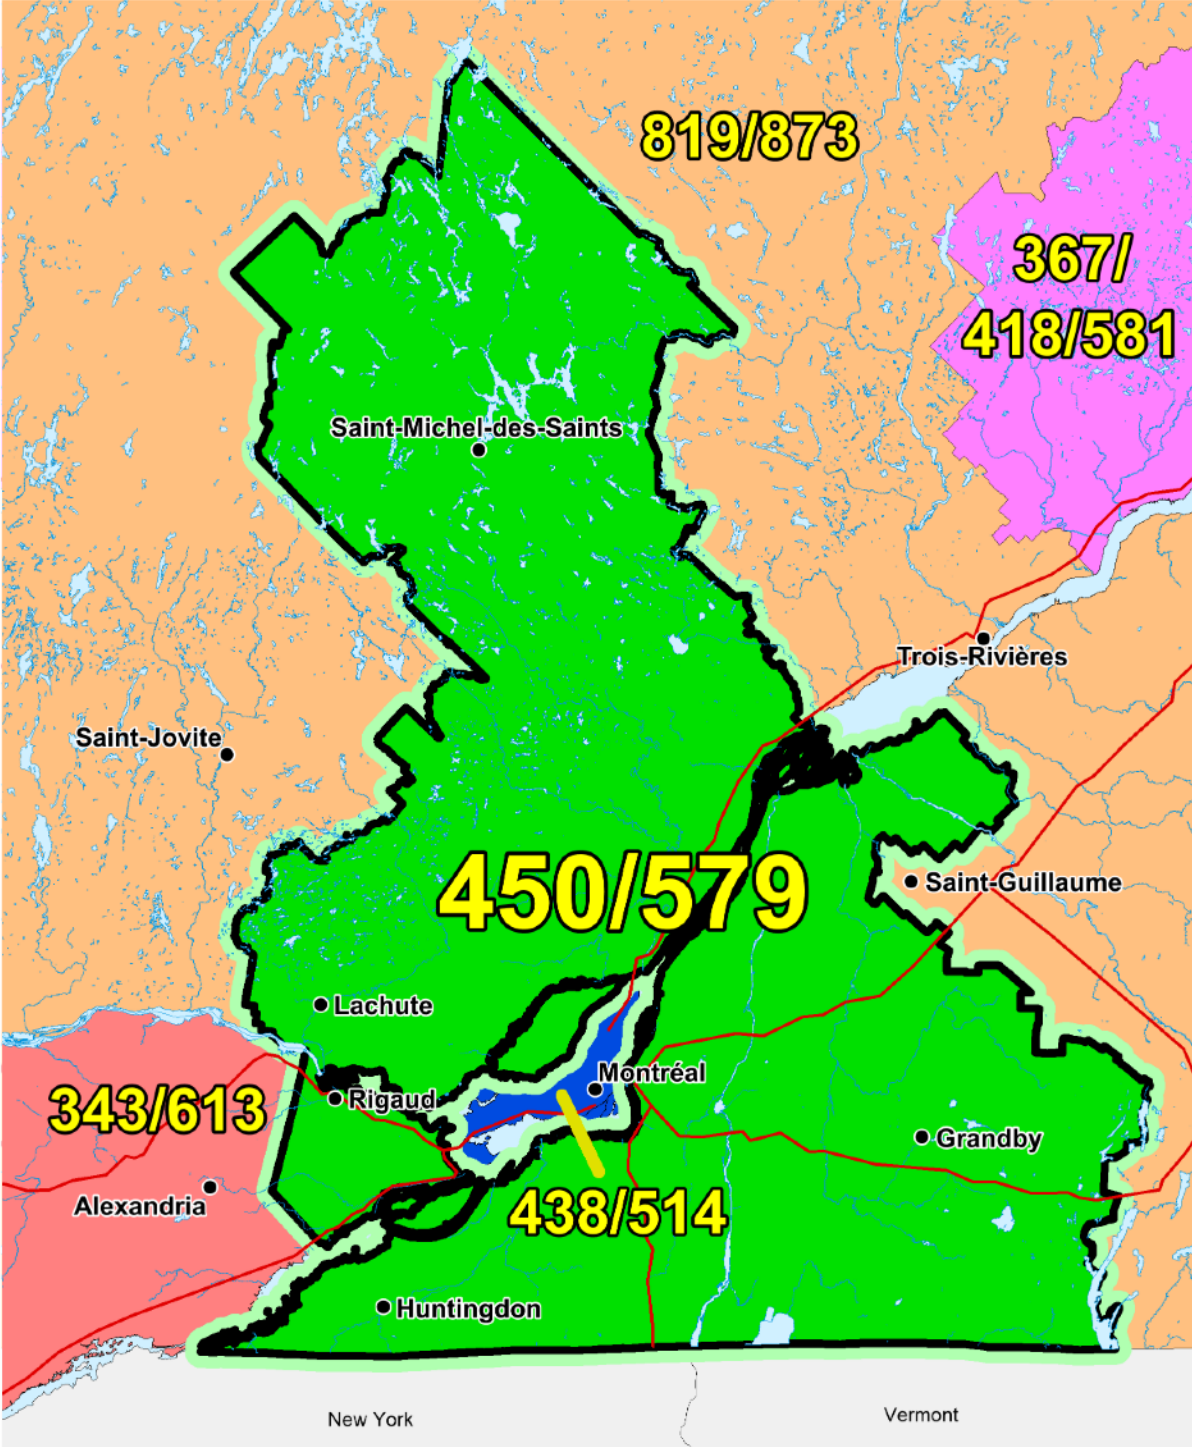 819/873
367/
418/581
Saint-Michel-des-Saints
Trois-Rivières
Saint-Jovite
450/579
Saint-Guillaume
Lachute
Montréal
343/613
Rigaud
Grandby
Alexandria
438/514
Huntingdon
New York
Vermont